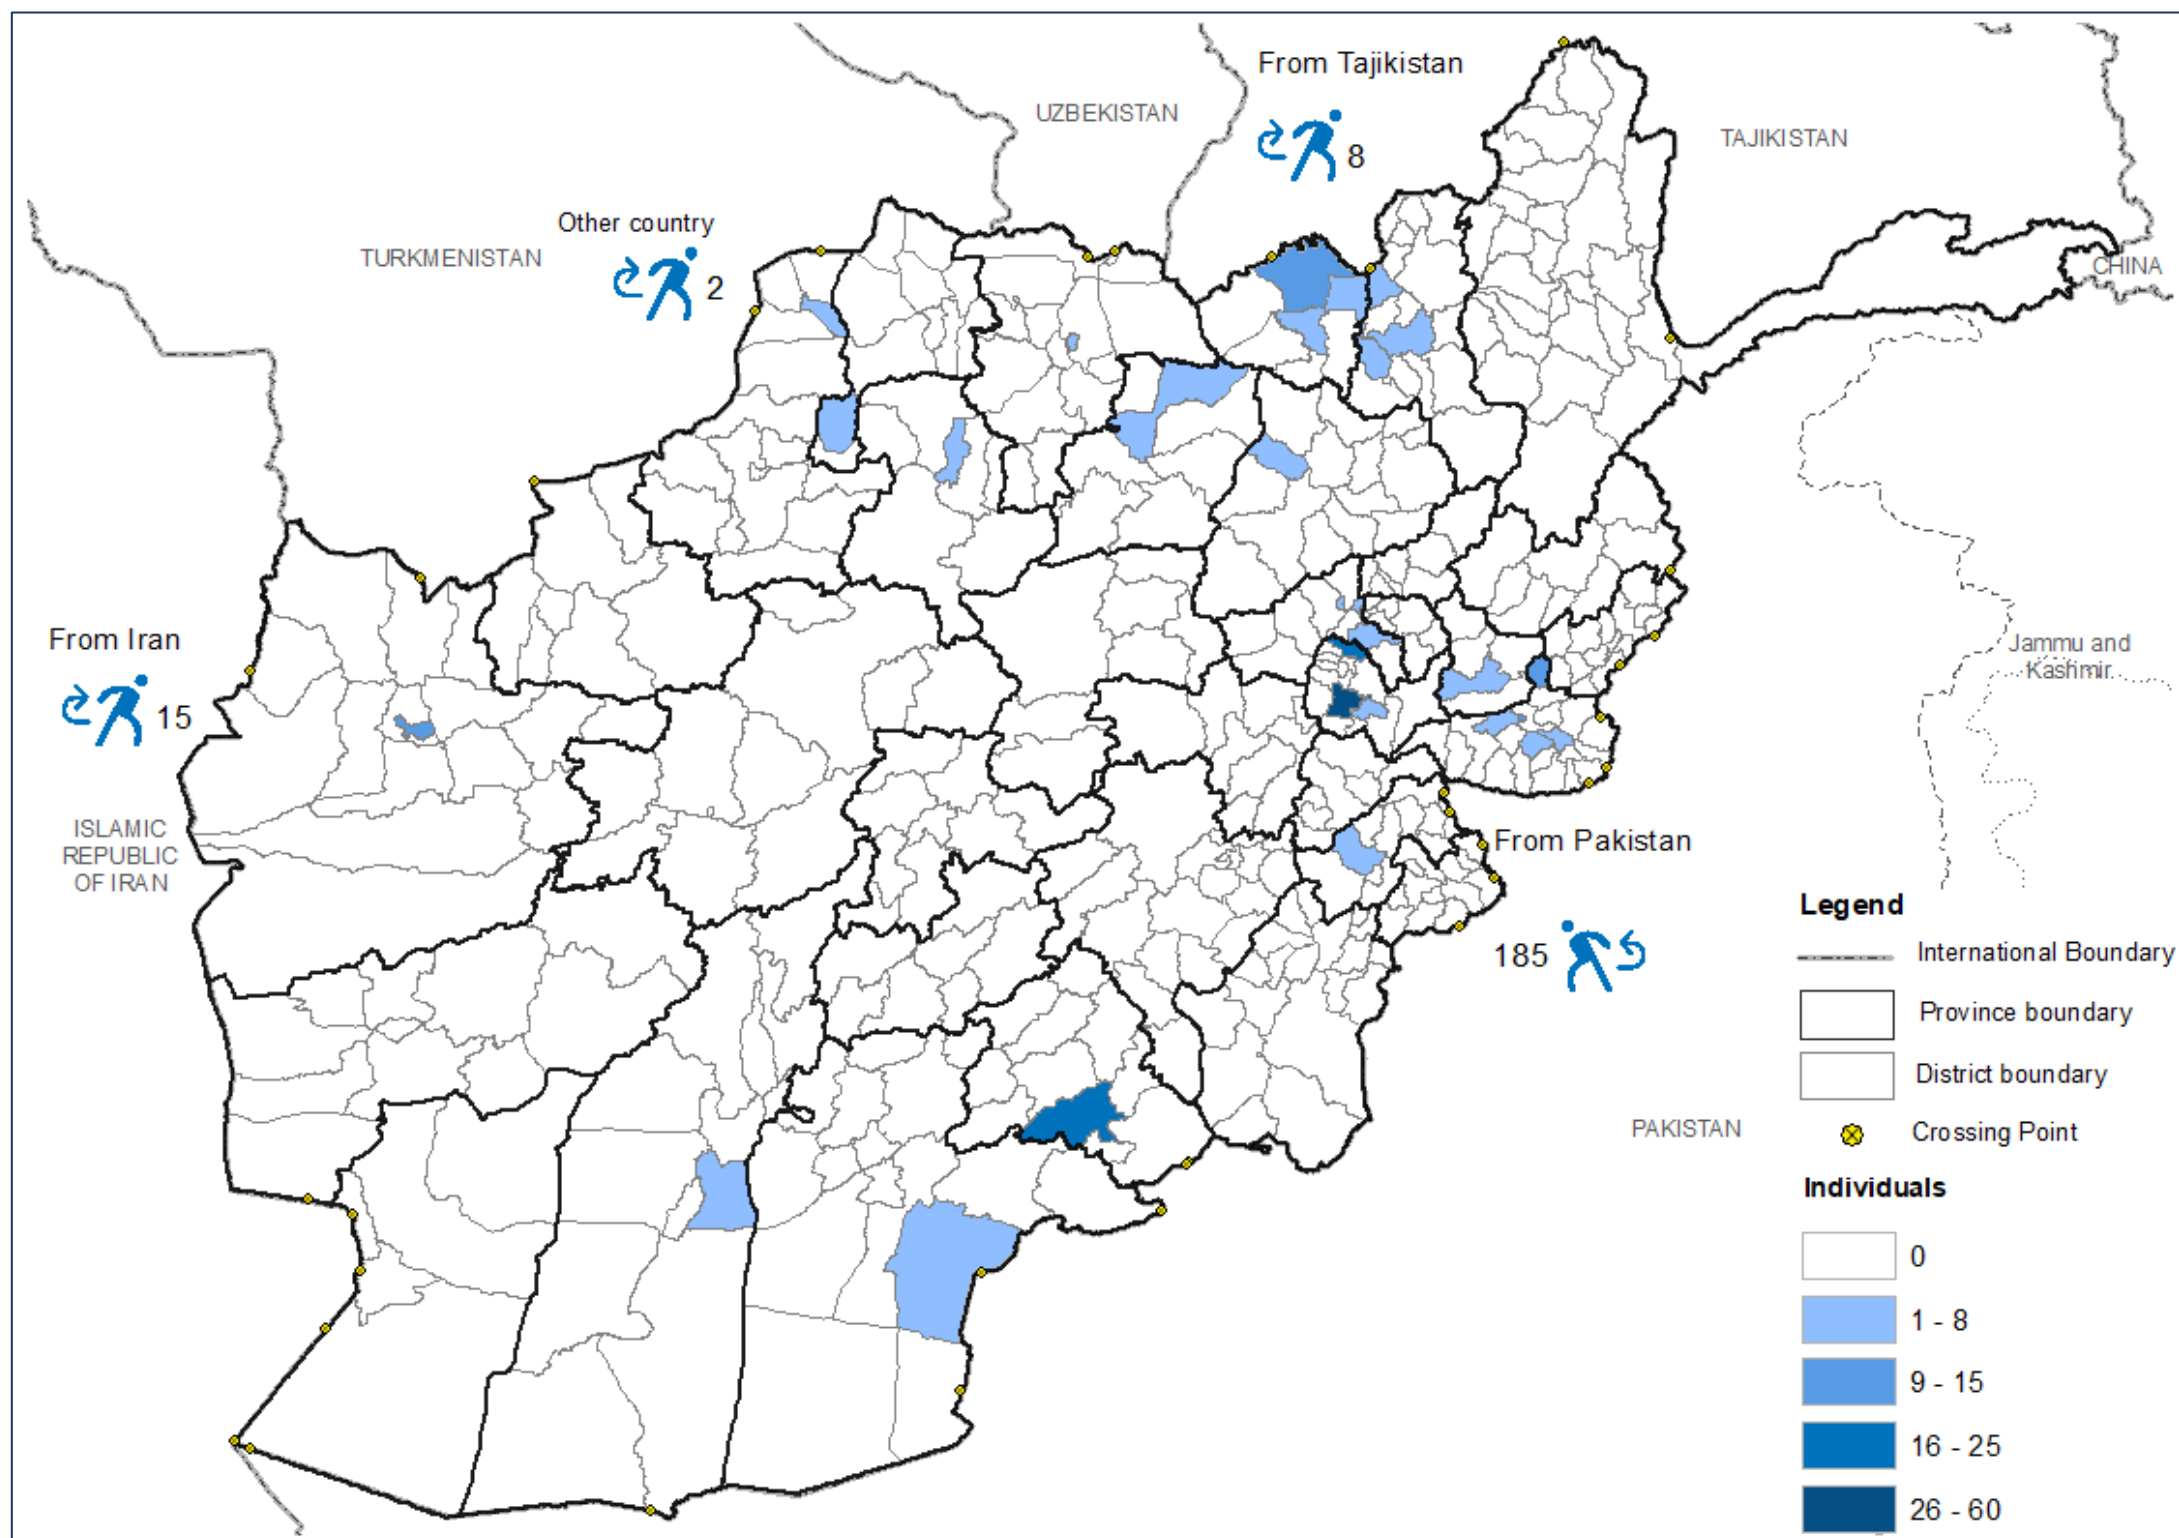 From Tajikistan
8
UZBEKISTAN
TAJIKISTAN
Other country
2
TURKMENISTAN
CHINA
From Iran
15
Jammu and
Kashmir
ISLAMIC
REPUBLIC
OF IRAN
From Pakistan
185
PAKISTAN
Legend
International Boundary
Province boundary
District boundary
Crossing Point
Individuals
0
1 - 8
9 - 15
16 - 25
26 - 60